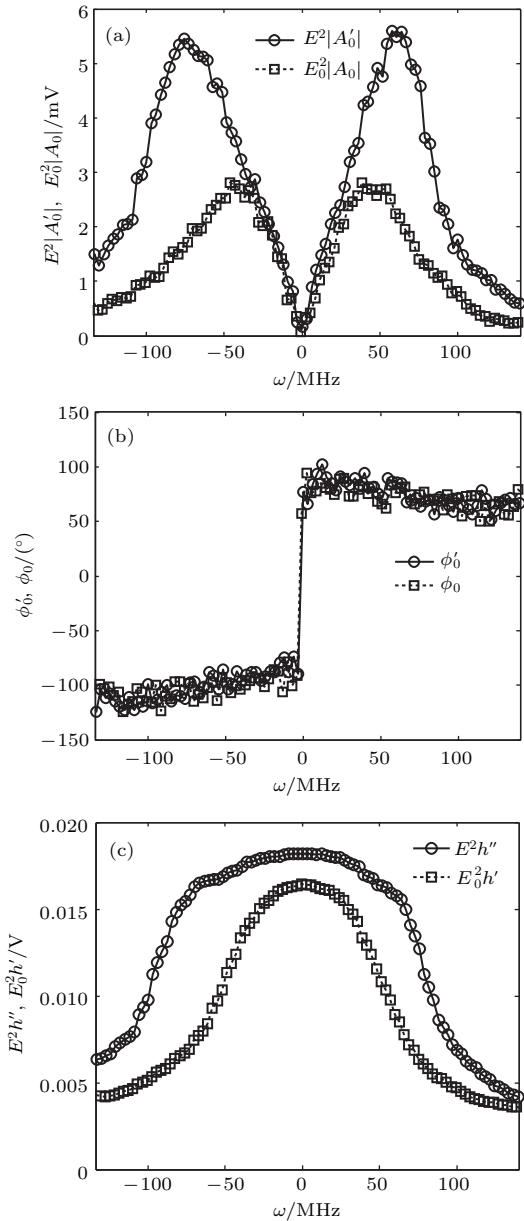 (a)
E²|A′₀|
E₀²|A₀|
6
5
4
3
2
1
0
E²|A′₀|, E₀²|A₀|/mV
−100 −50 0 50 100
ω/MHz
(b)
150
100
50
0
−50
−100
−150
ϕ′₀, ϕ₀/(°)
ϕ′₀
ϕ₀
−100 −50 0 50 100
ω/MHz
(c)
E²h″
E₀²h′
0.020
0.015
0.010
0.005
0
E²h″, E₀²h′/V
−100 −50 0 50 100
ω/MHz